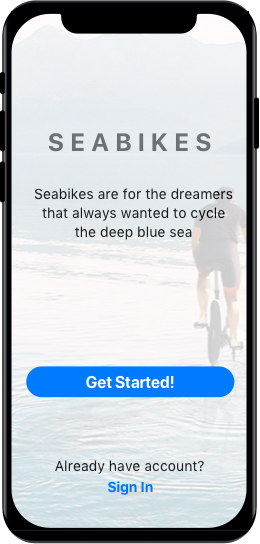 SEABIKES
Seabikes are for the dreamers
that always wanted to cycle
the deep blue sea
Get Started!
Already have account?
Sign In